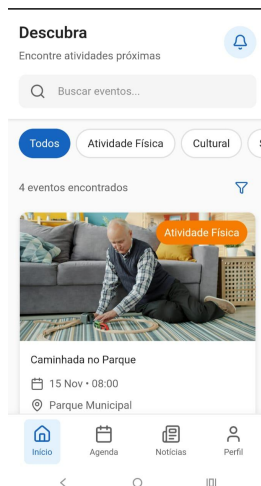 Descubra
Encontre atividades próximas
Buscar eventos...
Todos
Atividade Física
Cultural
4 eventos encontrados
Atividade Física
Caminhada no Parque
15 Nov • 08:00
Parque Municipal
Início
Agenda
Notícias
Perfil